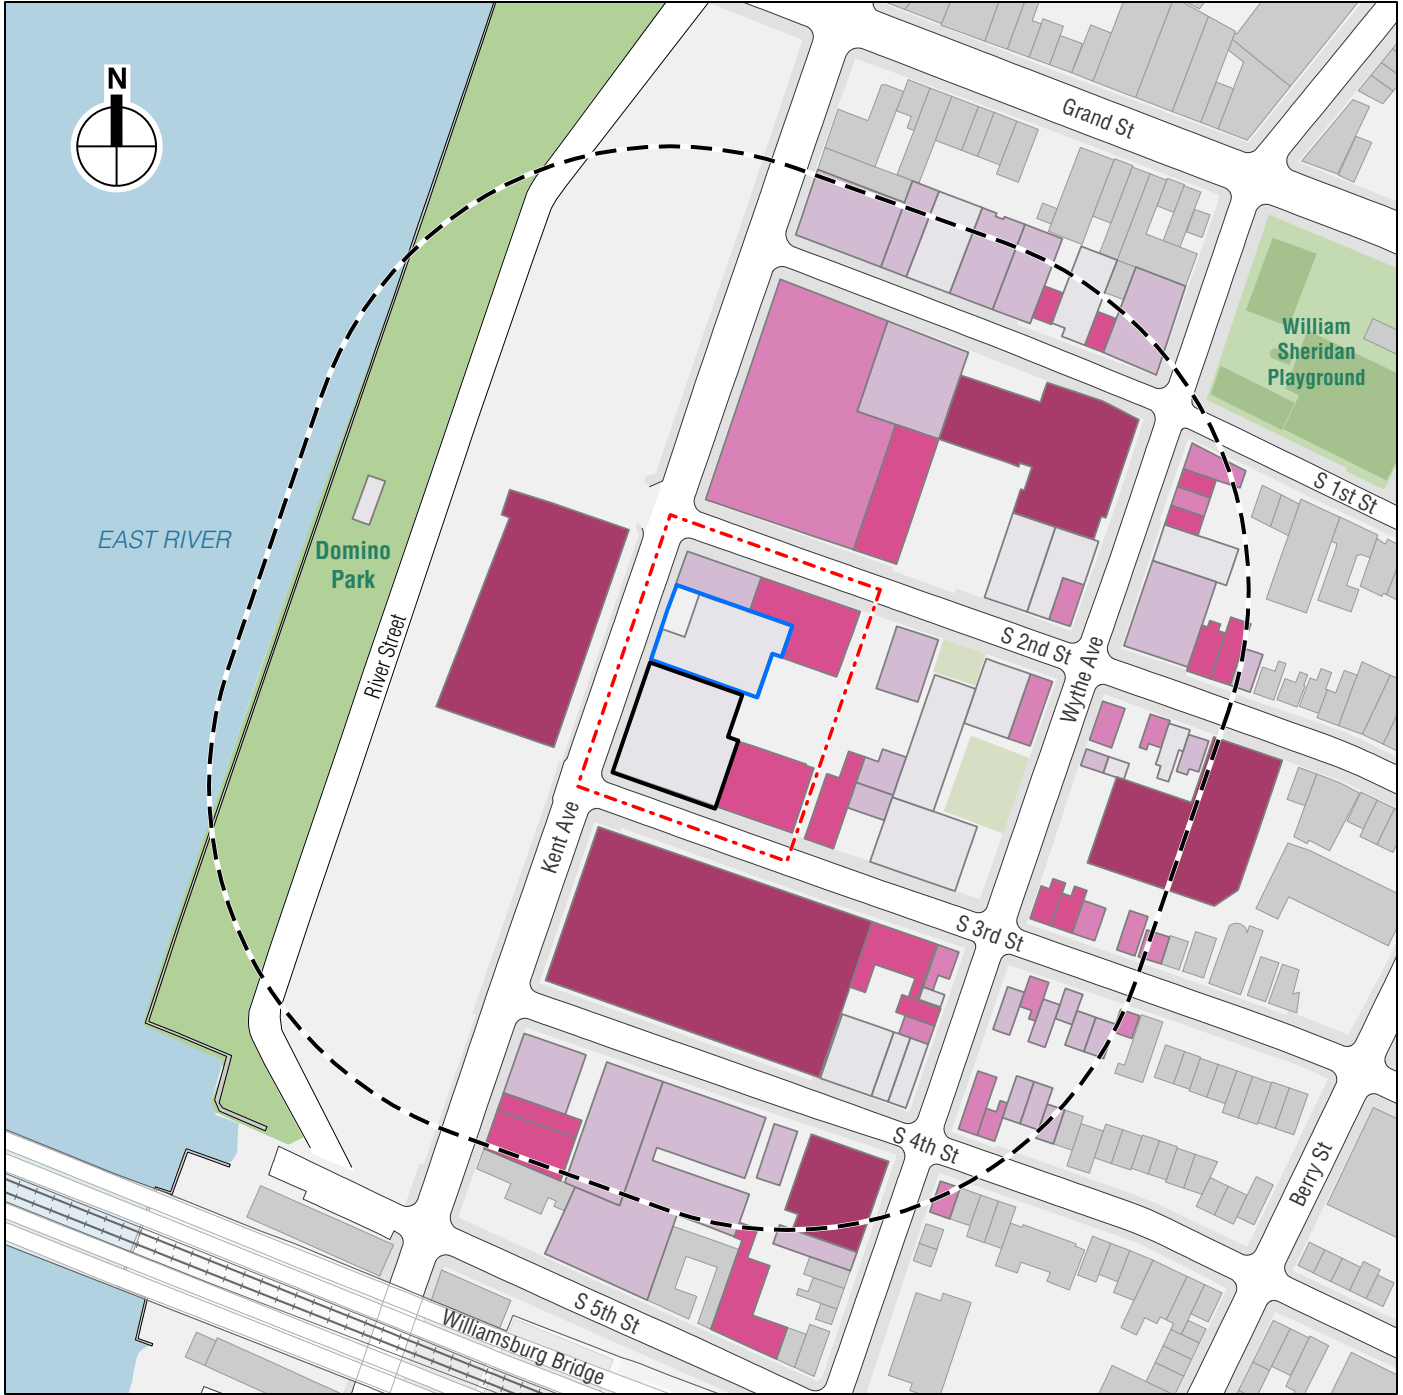 N
Grand St
William
Sheridan
Playground
S 1st St
EAST RIVER
Domino
Park
River Street
S 2nd St
Wythe Ave
Kent Ave
S 3rd St
S 4th St
Berry St
S 5th St
Williamsburg Bridge